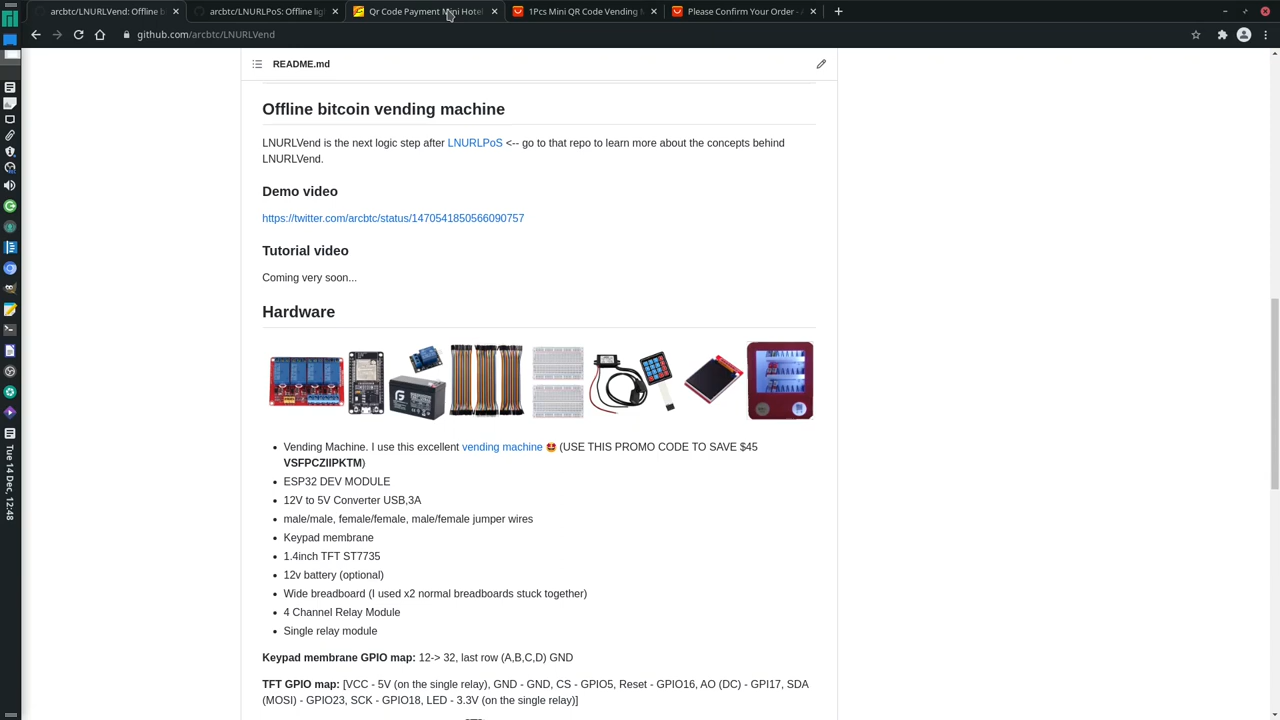 arcbtc/LNURLVend: Offline b
arcbtc/LNURLPoS: Offline lig
Qr Code Payment Mini Hotel
1Pcs Mini QR Code Vending M
Please Confirm Your Order - A
github.com/arcbtc/LNURLVend
README.md
Offline bitcoin vending machine
LNURLVend is the next logic step after LNURLPoS <-- go to that repo to learn more about the concepts behind
LNURLVend.
Demo video
https://twitter.com/arcbtc/status/1470541850566090757
Tutorial video
Coming very soon...
Hardware
• Vending Machine. I use this excellent vending machine 🤩 (USE THIS PROMO CODE TO SAVE $45
VSFPCZIIPKTM)
• ESP32 DEV MODULE
• 12V to 5V Converter USB,3A
• male/male, female/female, male/female jumper wires
• Keypad membrane
• 1.4inch TFT ST7735
• 12v battery (optional)
• Wide breadboard (I used x2 normal breadboards stuck together)
• 4 Channel Relay Module
• Single relay module
Keypad membrane GPIO map: 12-> 32, last row (A,B,C,D) GND
TFT GPIO map: [VCC - 5V (on the single relay), GND - GND, CS - GPIO5, Reset - GPIO16, AO (DC) - GPI17, SDA
(MOSI) - GPIO23, SCK - GPIO18, LED - 3.3V (on the single relay)]
Tue 14 Dec, 12:48